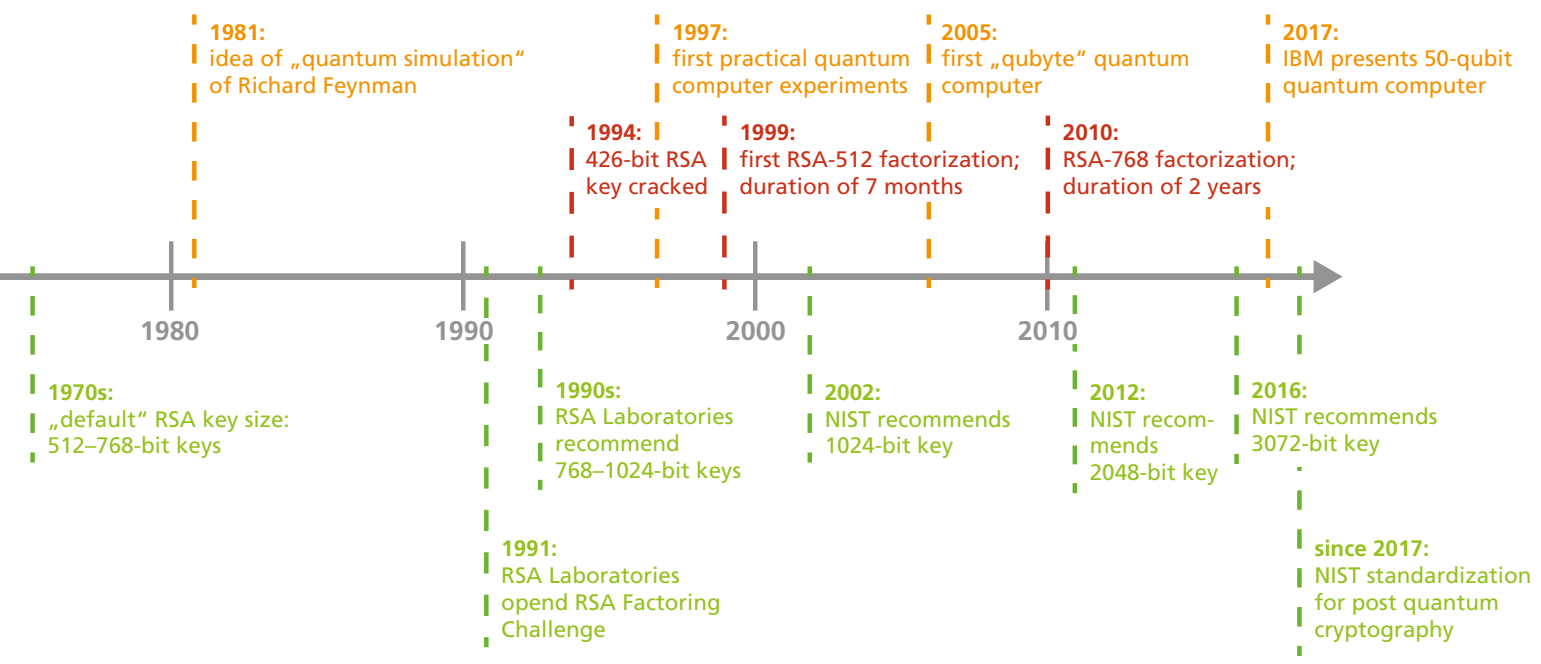 1981:
idea of „quantum simulation“
of Richard Feynman
1997:
first practical quantum
computer experiments
2005:
first „qubyte“ quantum
computer
2017:
IBM presents 50-qubit
quantum computer
1994:
426-bit RSA
key cracked
1999:
first RSA-512 factorization;
duration of 7 months
2010:
RSA-768 factorization;
duration of 2 years
1980
1990
2000
2010
1970s:
„default“ RSA key size:
512–768-bit keys
1990s:
RSA Laboratories
recommend
768–1024-bit keys
2002:
NIST recommends
1024-bit key
2012:
NIST recom-
mends
2048-bit key
2016:
NIST recommends
3072-bit key
1991:
RSA Laboratories
opend RSA Factoring
Challenge
since 2017:
NIST standardization
for post quantum
cryptography